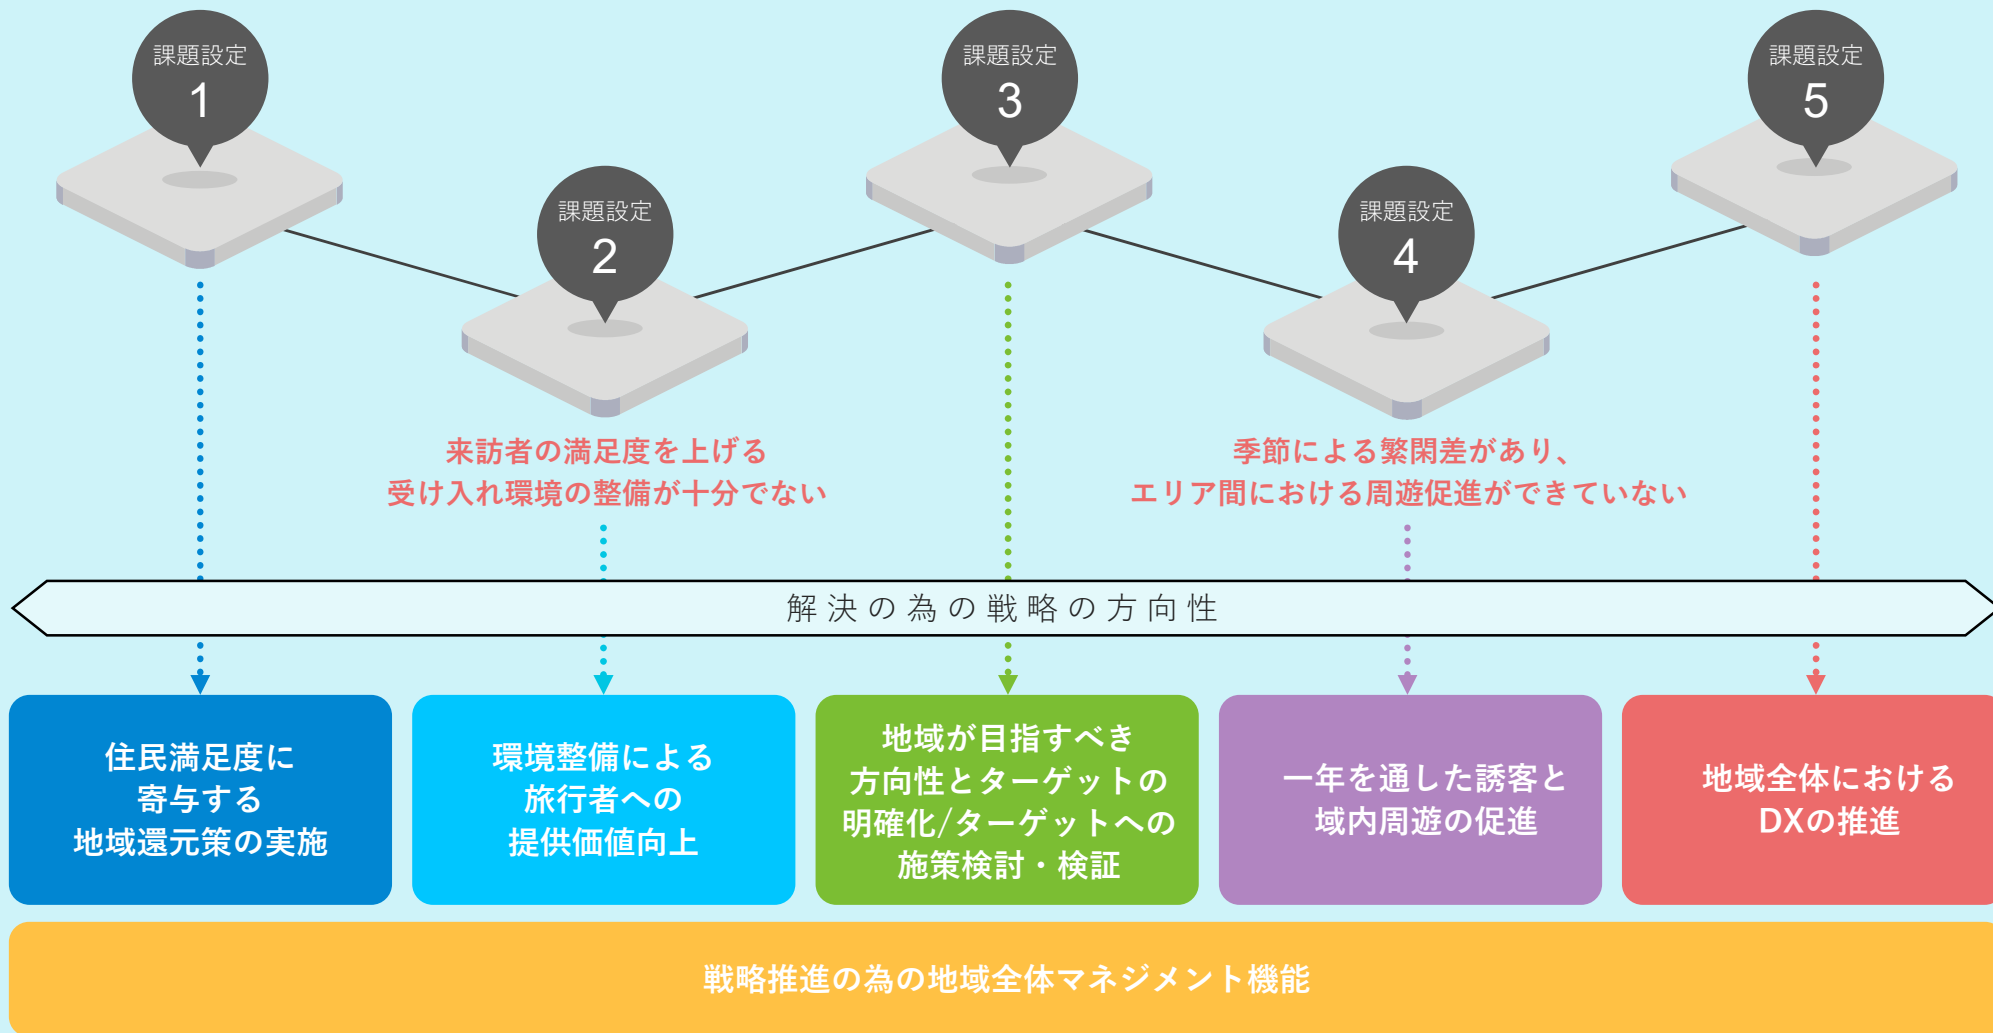 課題設定
1
課題設定
2
課題設定
3
課題設定
4
課題設定
5
来訪者の満足度を上げる
受け入れ環境の整備が十分でない
季節による繁閑差があり、
エリア間における周遊促進ができていない
解決の為の戦略の方向性
住民満足度に
寄与する
地域還元策の実施
環境整備による
旅行者への
提供価値向上
地域が目指すべき
方向性とターゲットの
明確化/ターゲットへの
施策検討・検証
一年を通した誘客と
域内周遊の促進
地域全体における
DXの推進
戦略推進の為の地域全体マネジメント機能